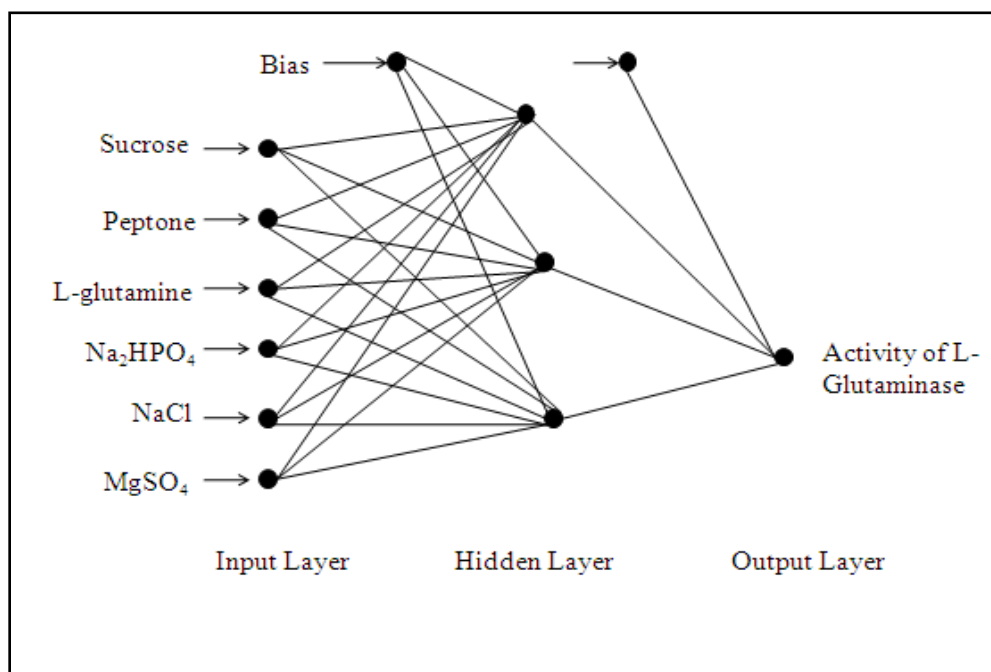 Bias
Sucrose
Peptone
L-glutamine
Na₂HPO₄
NaCl
MgSO₄
Activity of L-
Glutaminase
Input Layer Hidden Layer Output Layer